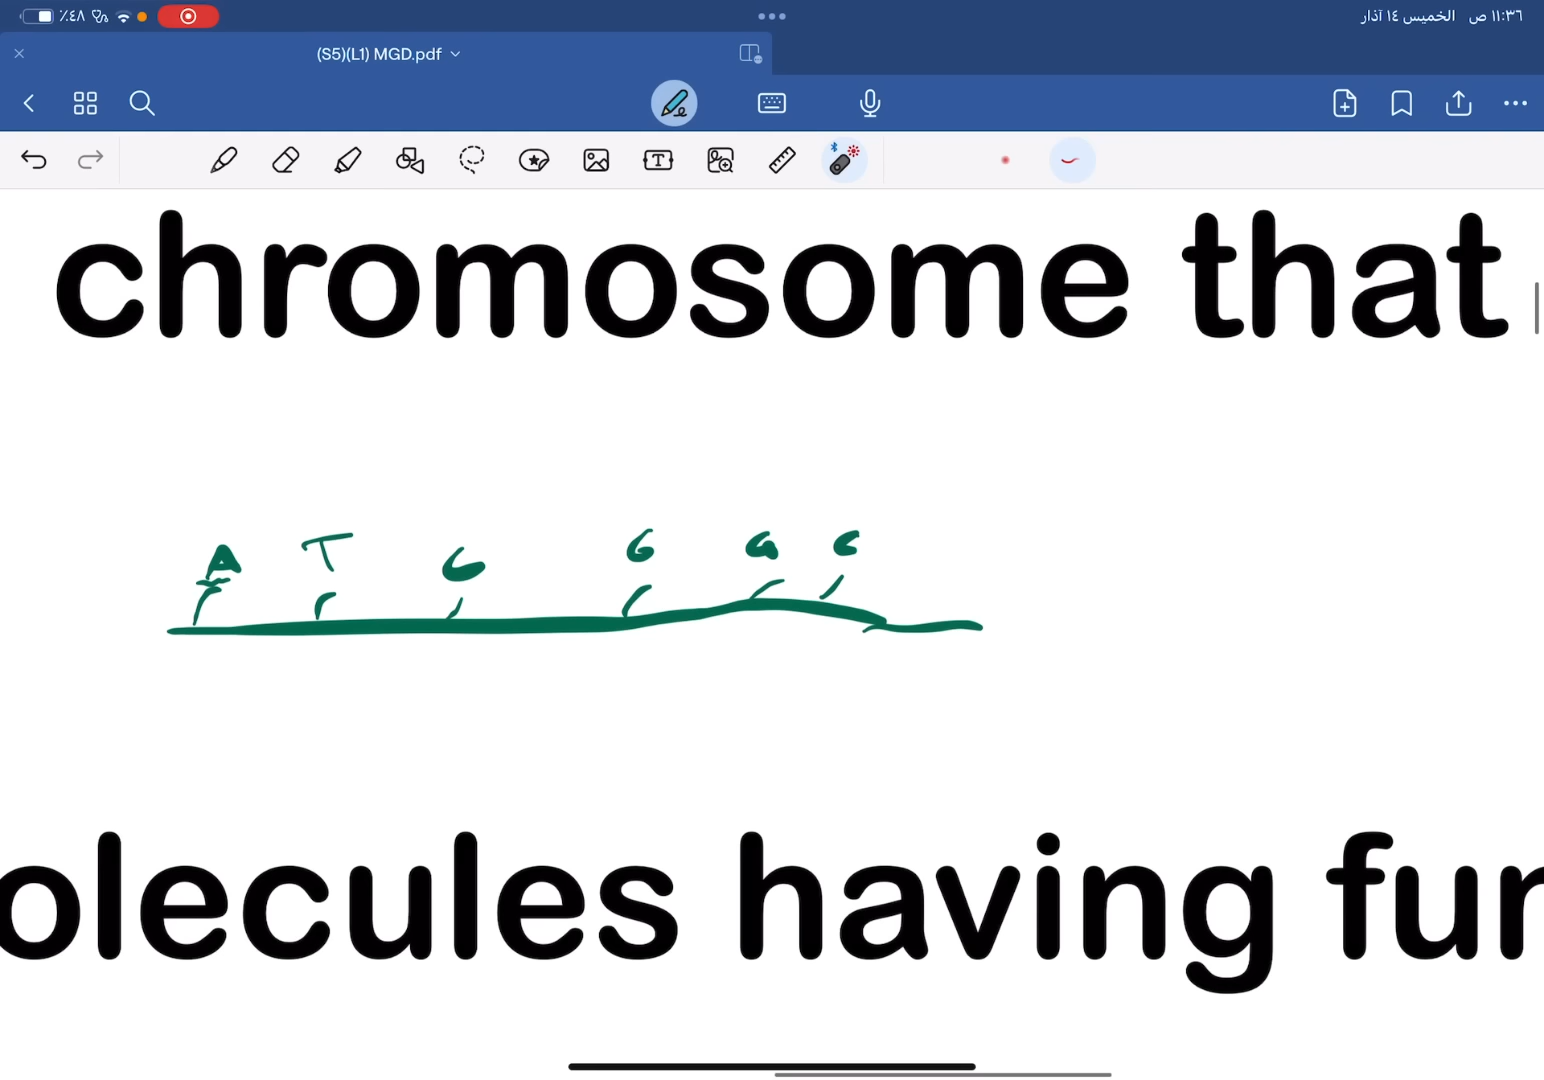 ٪٤٨ الخميس ١٤ آذار ١١:٣٦ ص
(S5)(L1) MGD.pdf
T
chromosome that
A T G G C
olecules having fur